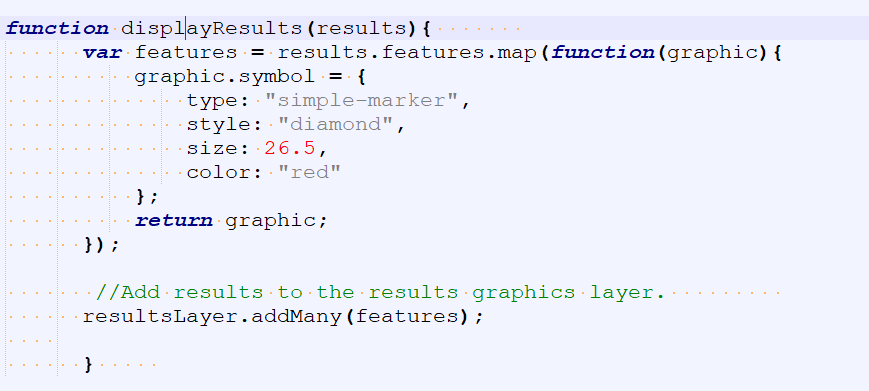 function displayResults(results){
      var features = results.features.map(function(graphic){
          graphic.symbol = {
              type: "simple-marker",
              style: "diamond",
              size: 26.5,
              color: "red"
          };
          return graphic;
      });

       //Add results to the results graphics layer.
      resultsLayer.addMany(features);

      }